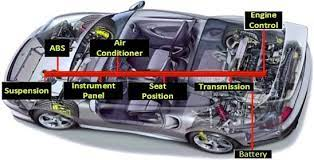 Engine
Control
ABS
Air
Conditioner
Suspension
Instrument
Panel
Seat
Position
Transmission
Battery